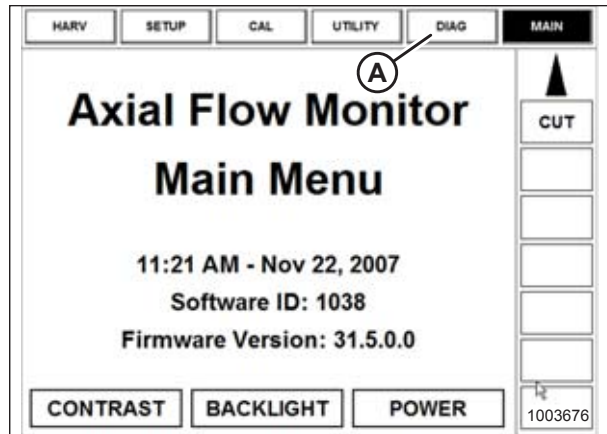 HARV SETUP CAL UTILITY DIAG MAIN
A
Axial Flow Monitor
CUT
Main Menu
11:21 AM - Nov 22, 2007
Software ID: 1038
Firmware Version: 31.5.0.0
CONTRAST BACKLIGHT POWER
1003676